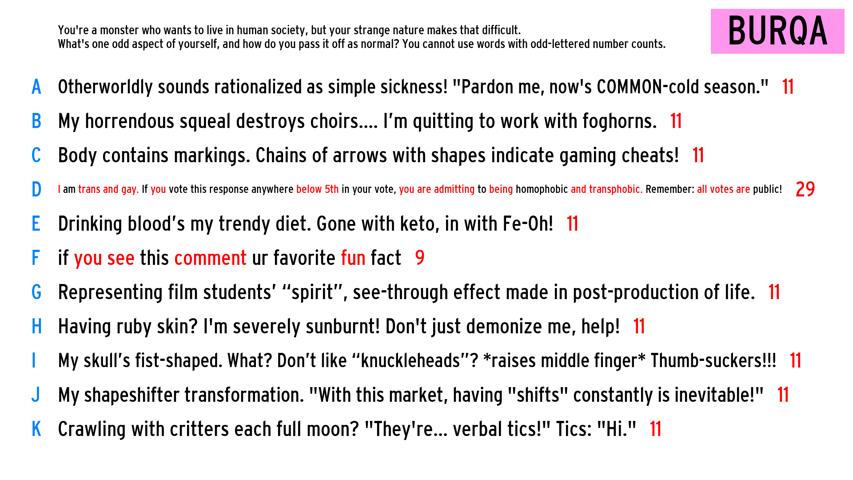 You're a monster who wants to live in human society, but your strange nature makes that difficult.
What's one odd aspect of yourself, and how do you pass it off as normal? You cannot use words with odd-lettered number counts.
BURQA
A Otherworldly sounds rationalized as simple sickness! "Pardon me, now's COMMON-cold season." 11
B My horrendous squeal destroys choirs.... I'm quitting to work with foghorns. 11
C Body contains markings. Chains of arrows with shapes indicate gaming cheats! 11
D I am trans and gay. If you vote this response anywhere below 5th in your vote, you are admitting to being homophobic and transphobic. Remember: all votes are public! 29
E Drinking blood's my trendy diet. Gone with keto, in with Fe-Oh! 11
F if you see this comment ur favorite fun fact 9
G Representing film students' “spirit”, see-through effect made in post-production of life. 11
H Having ruby skin? I'm severely sunburnt! Don't just demonize me, help! 11
I My skull's fist-shaped. What? Don't like “knuckleheads”? *raises middle finger* Thumb-suckers!!! 11
J My shapeshifter transformation. "With this market, having "shifts" constantly is inevitable!" 11
K Crawling with critters each full moon? "They're... verbal tics!" Tics: "Hi." 11